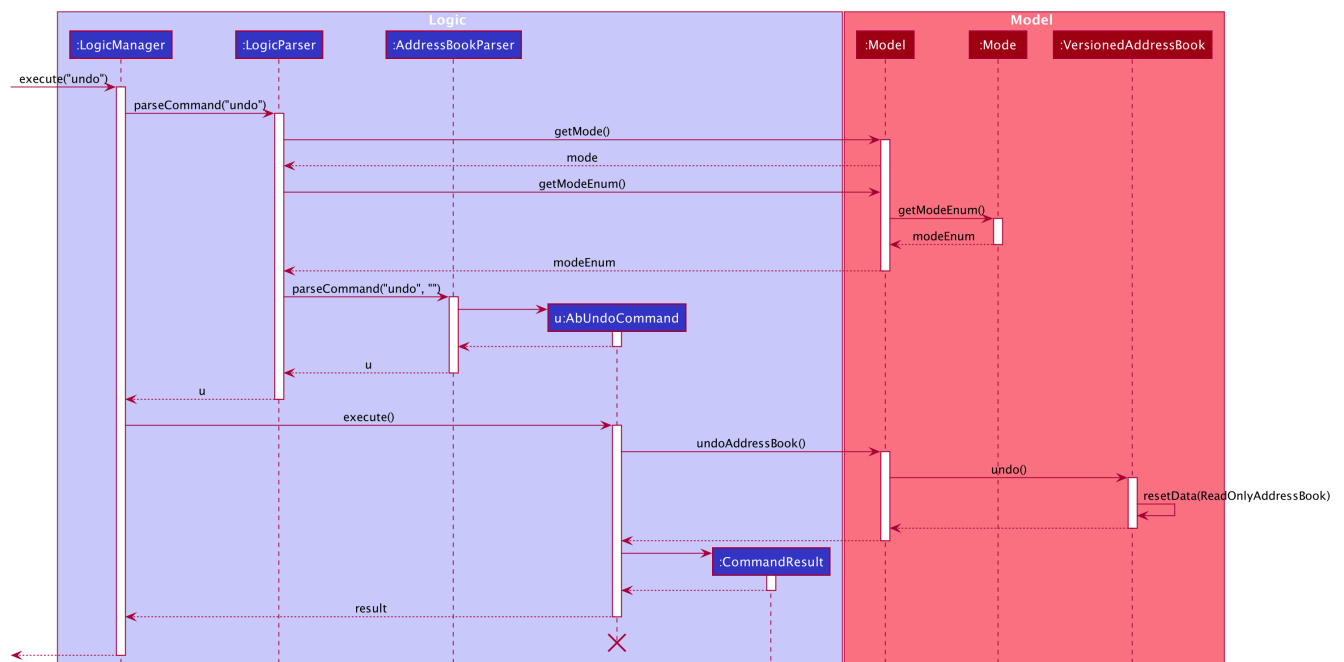 Logic
Model
:LogicManager
:LogicParser
:AddressBookParser
:Model
:Mode
:VersionedAddressBook
execute("undo")
parseCommand("undo")
getMode()
mode
getModeEnum()
getModeEnum()
modeEnum
modeEnum
parseCommand("undo", "")
u:AbUndoCommand
u
u
execute()
undoAddressBook()
undo()
resetData(ReadOnlyAddressBook)
:CommandResult
result